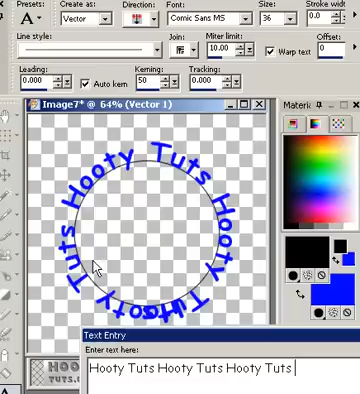 Presets:
Create as:
Direction:
Font:
Size:
Stroke width
A
Vector
Comic Sans MS
36
0.0
Line style:
Join:
Miter limit:
Offset:
10.00
Warp text
0
Leading:
Kerning:
Tracking:
0.000
Auto kern
50
0.000
Image7* @ 64% (Vector 1)
Materi
Hooty Tuts Hooty Tuts Hooty Tuts
HOO
TUTS.
Text Entry
Enter text here:
Hooty Tuts Hooty Tuts Hooty Tuts